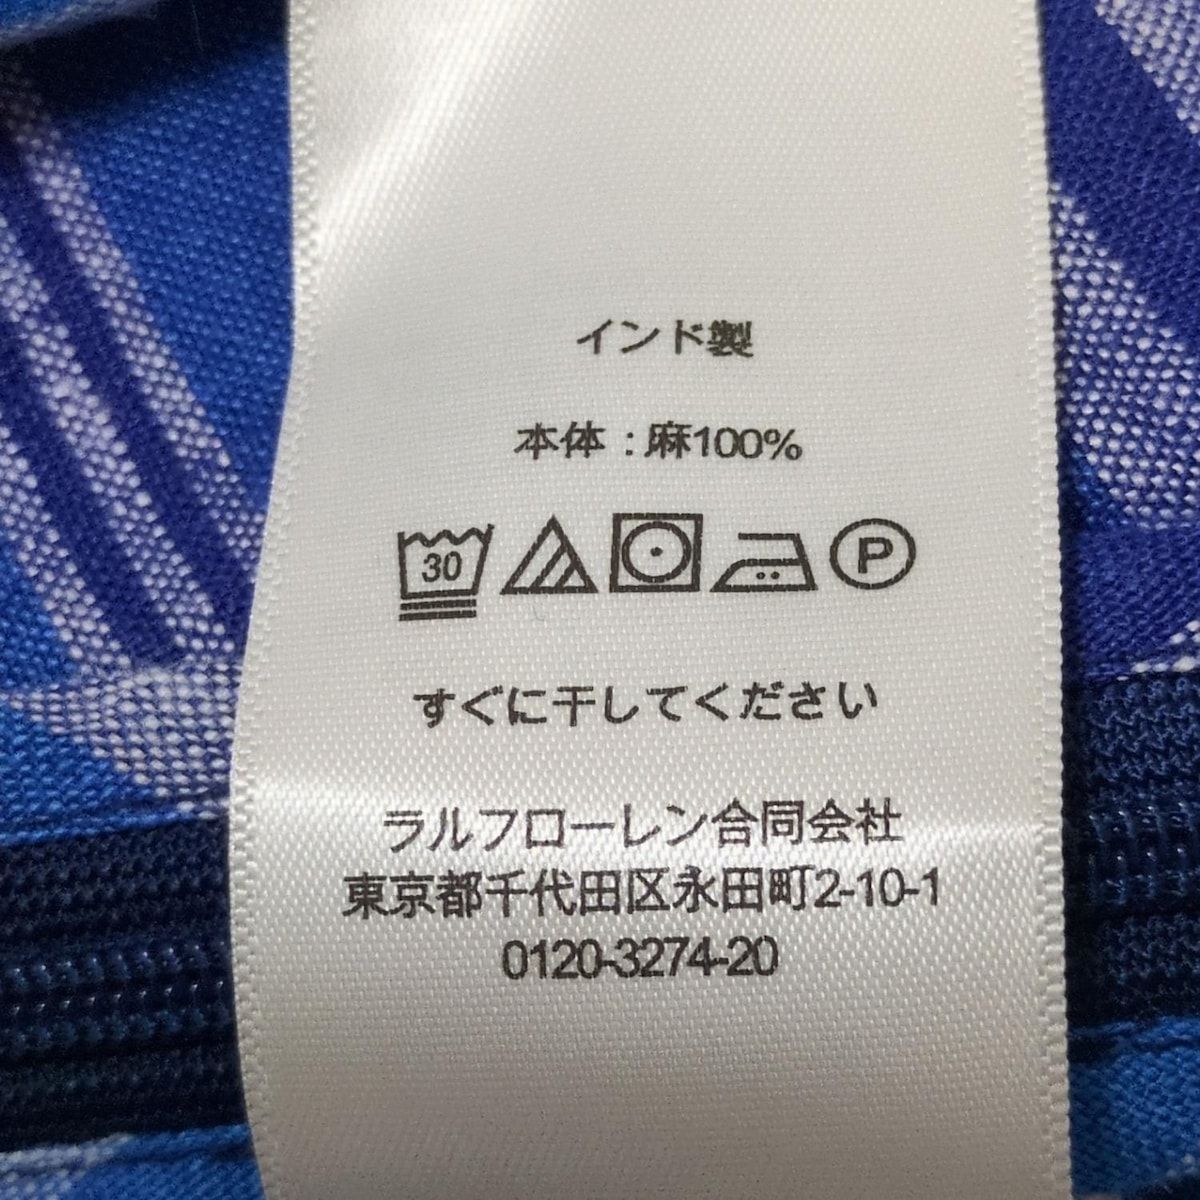 インド製
本体 : 麻100%
30 P
すぐに干してください
ラルフローレン合同会社
東京都千代田区永田町2-10-1
0120-3274-20